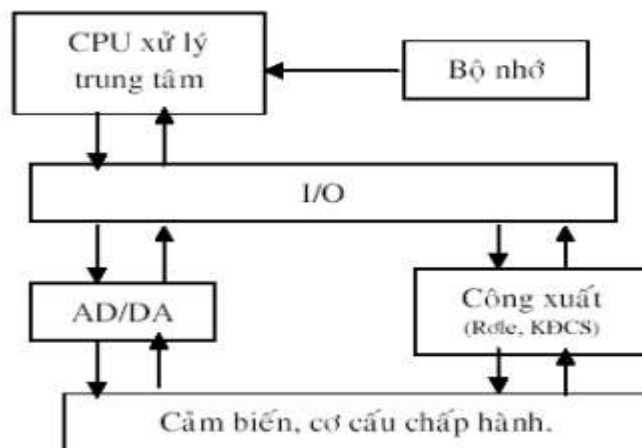 CPU xử lý
trung tâm
Bộ nhớ
I/O
AD/DA
Công xuất
(Rơle, KĐCS)
Cảm biến, cơ cấu chấp hành.